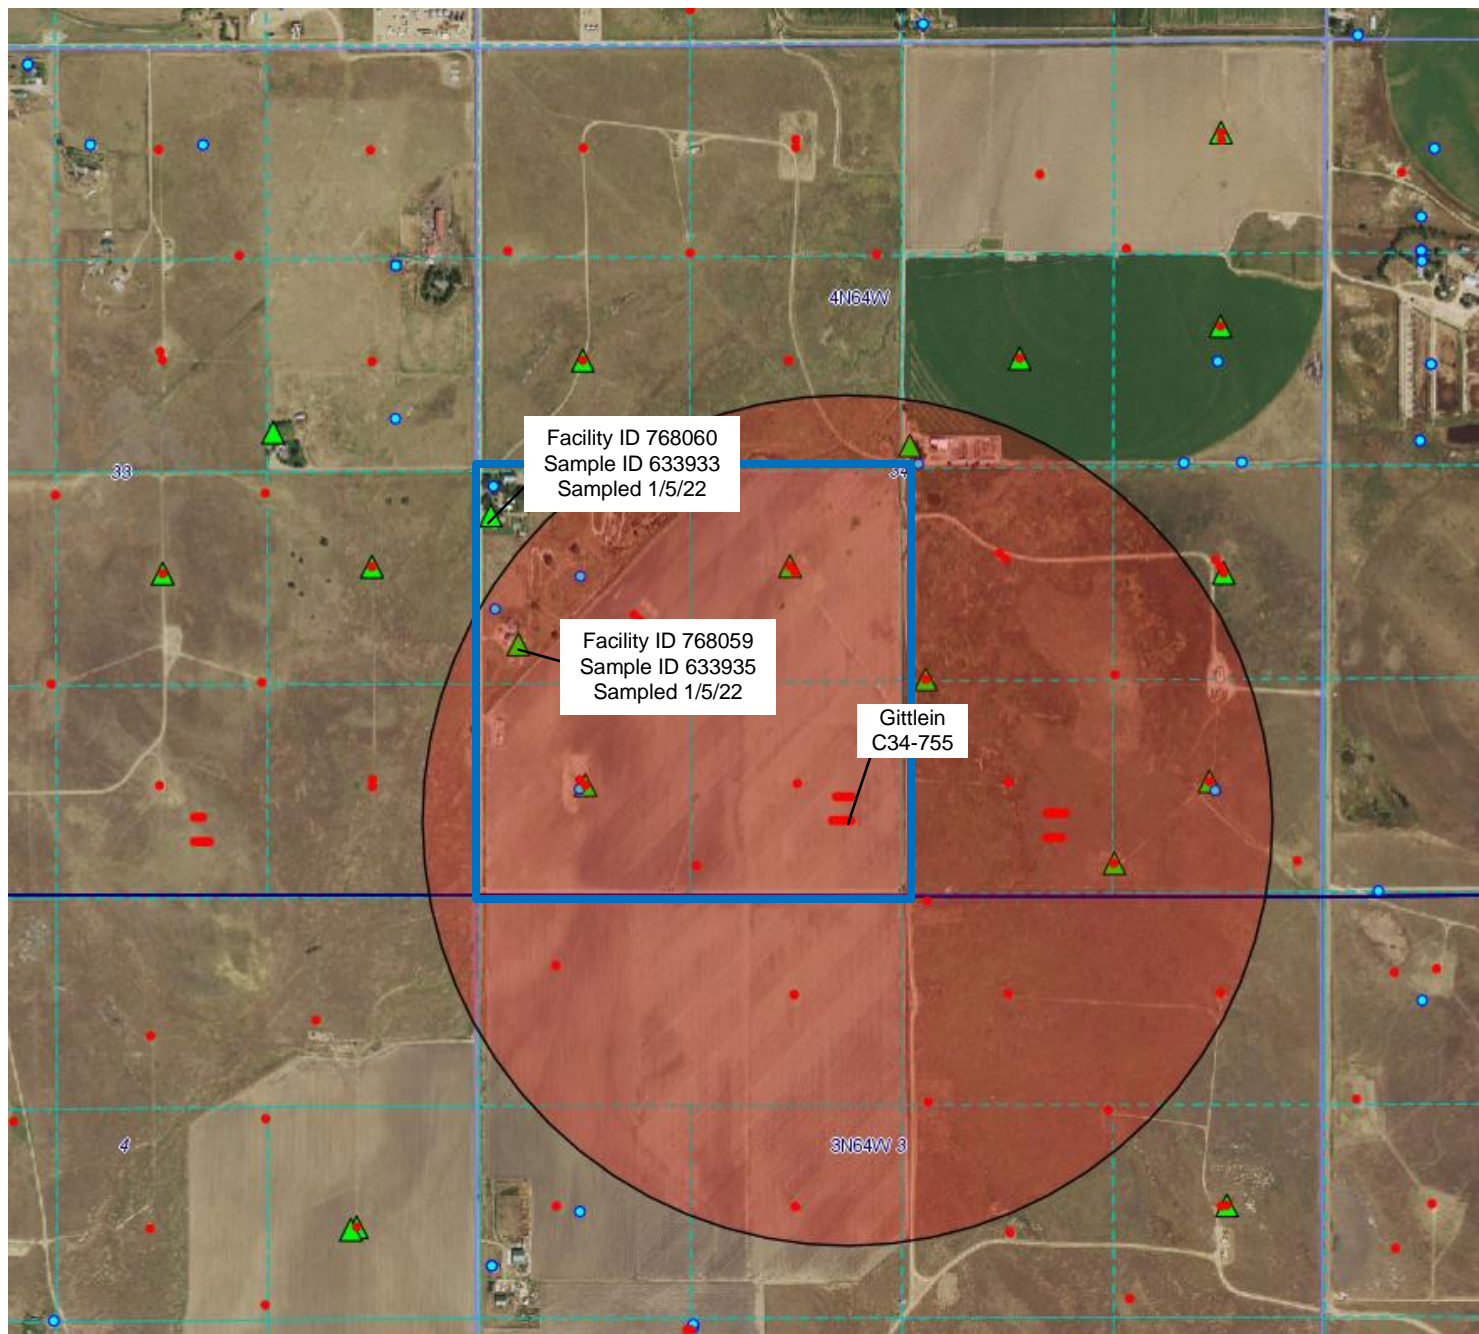 4N64W
Facility ID 768060
Sample ID 633933
Sampled 1/5/22
33
34
Facility ID 768059
Sample ID 633935
Sampled 1/5/22
Gittlein
C34-755
4
3N64W 3